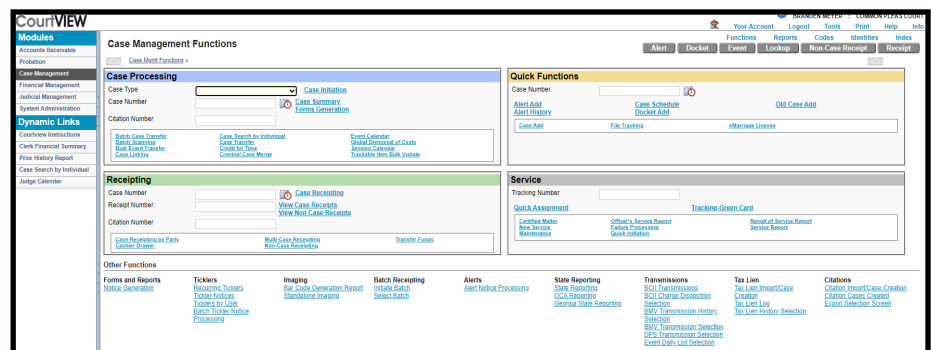 CourtVIEW
BRANDEN MEYER : COMMON PLEAS COURT
Your Account Logout Tools Print Help Info
Functions Reports Codes Identities Index
Alert Docket Event Lookup Non-Case Receipt Receipt
Modules
Accounts Receivable
Probation
Case Management
Financial Management
Judicial Management
System Administration
Dynamic Links
Courtview Instructions
Clerk Financial Summary
Prior History Report
Case Search by Individual
Judge Calendar
Case Management Functions
Case Mgmt Functions »
Case Processing
Case Type Case Initiation
Case Number Case Summary
Forms Generation
Citation Number
Batch Case Transfer Case Search by Individual Event Calendar
Batch Scanning Case Transfer Global Dismissal of Costs
Bulk Event Transfer Credit for Time Session Calendar
Case Linking Criminal Case Merge Trackable Item Bulk Update
Quick Functions
Case Number
Alert Add Case Schedule Old Case Add
Alert History Docket Add
Case Add File Tracking eMarriage License
Receipting
Case Number Case Receipting
Receipt Number: View Case Receipts
View Non Case Receipts
Citation Number
Case Receipting by Party Multi-Case Receipting Transfer Funds
Cashier Drawer Non-Case Receipting
Service
Tracking Number
Quick Assignment Tracking-Green Card
Certified Mailer Officer's Service Report Result of Service Report
New Service Failure Processing Service Report
Maintenance Quick Initiation
Other Functions
Forms and Reports
Notice Generation
Ticklers
Recurring Ticklers
Tickler Notices
Ticklers by User
Batch Tickler Notice
Processing
Imaging
Bar Code Generation Report
Standalone Imaging
Batch Receipting
Initiate Batch
Select Batch
Alerts
Alert Notice Processing
State Reporting
State Reporting
OCA Reporting
Georgia State Reporting
Transmissions
BCII Transmissions
BCII Charge Disposition
Selection
BMV Transmission History
Selection
BMV Transmission Selection
DPS Transmission Selection
Event Daily List Selection
Tax Lien
Tax Lien Import/Case
Creation
Tax Lien Log
Tax Lien History Selection
Citations
Citation Import/Case Creation
Citation Cases Created
Export Selection Screen